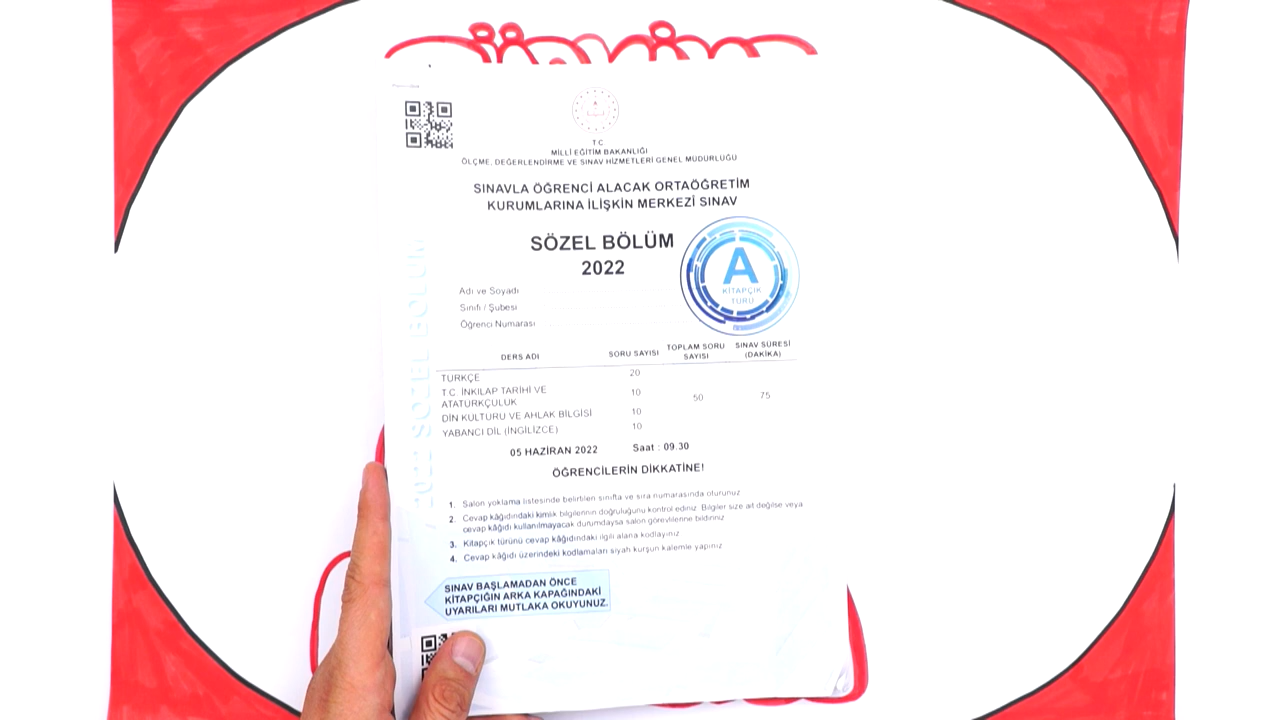 T.C.
MİLLİ EĞİTİM BAKANLIĞI
ÖLÇME, DEĞERLENDİRME VE SINAV HİZMETLERİ GENEL MÜDÜRLÜĞÜ
SINAVLA ÖĞRENCİ ALACAK ORTAÖĞRETİM
KURUMLARINA İLİŞKİN MERKEZİ SINAV
SÖZEL BÖLÜM
2022
A
KİTAPÇIK
TÜRÜ
Adı ve Soyadı
Sınıfı / Şubesi
Öğrenci Numarası
DERS ADI SORU SAYISI TOPLAM SORU SAYISI SINAV SÜRESİ (DAKİKA)
TÜRKÇE 20
T.C. İNKILAP TARİHİ VE
ATATÜRKÇÜLÜK 10 50 75
DİN KÜLTÜRÜ VE AHLAK BİLGİSİ 10
YABANCI DİL (İNGİLİZCE) 10
05 HAZİRAN 2022 Saat : 09.30
ÖĞRENCİLERİN DİKKATİNE!
1. Salon yoklama listesinde belirtilen sınıfta ve sıra numarasında oturunuz.
2. Cevap kâğıdındaki kimlik bilgilerinin doğruluğunu kontrol ediniz. Bilgiler size ait değilse veya
cevap kâğıdı kullanılmayacak durumdaysa salon görevlilerine bildiriniz.
3. Kitapçık türünü cevap kâğıdındaki ilgili alana kodlayınız.
4. Cevap kâğıdı üzerindeki kodlamaları siyah kurşun kalemle yapınız.
SINAV BAŞLAMADAN ÖNCE
KİTAPÇIĞIN ARKA KAPAĞINDAKİ
UYARILARI MUTLAKA OKUYUNUZ.
SÖZEL BÖLÜM